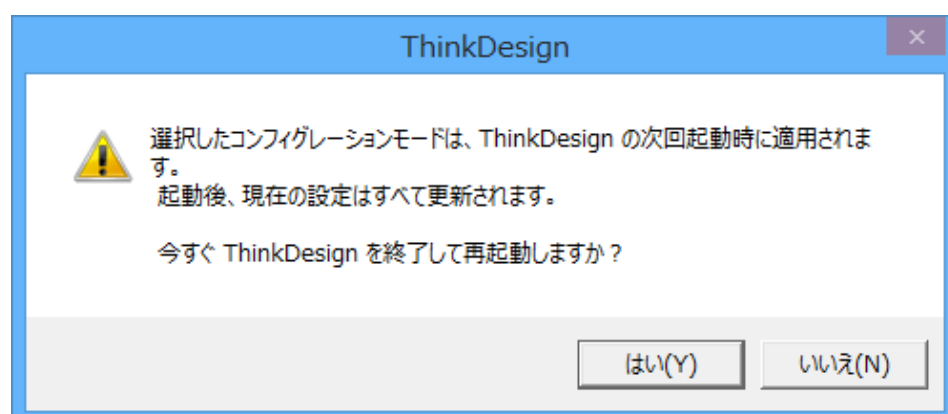 ThinkDesign
選択したコンフィグレーションモードは、ThinkDesign の次回起動時に適用されま
す。
起動後、現在の設定はすべて更新されます。
今すぐ ThinkDesign を終了して再起動しますか？
はい(Y)
いいえ(N)